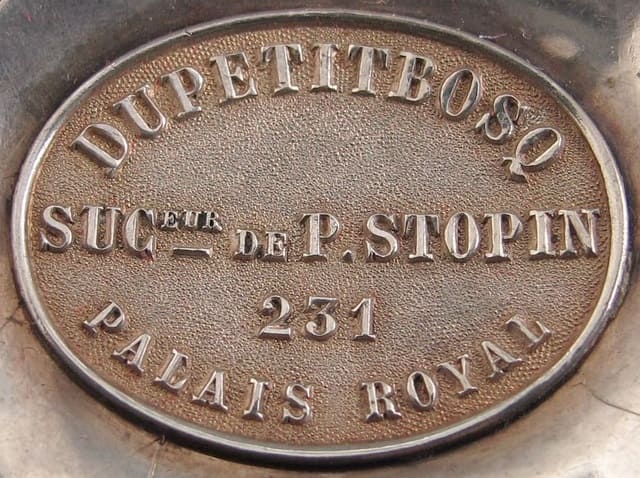 DUPETITBOSQ
SUCEUR DE P. STOPIN
231
PALAIS ROYAL